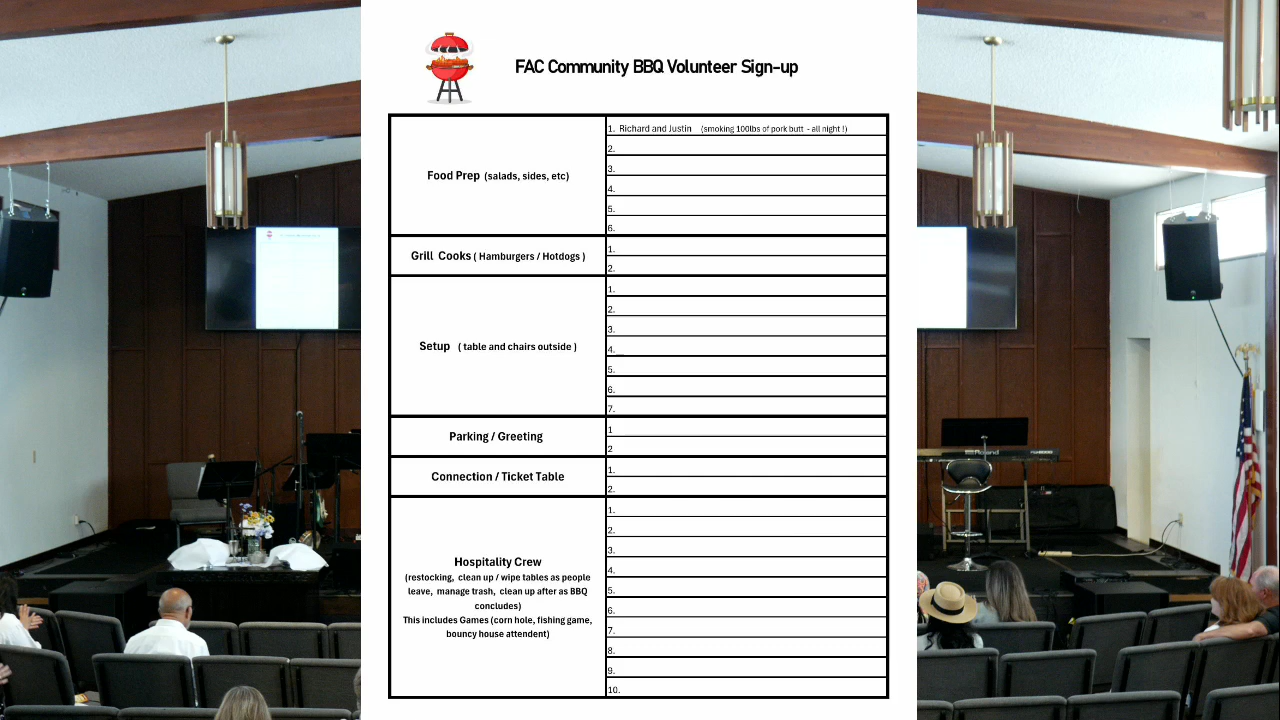 FAC Community BBQ Volunteer Sign-up
Food Prep (salads, sides, etc)
1. Richard and Justin (smoking 100lbs of pork butt - all night !)
2.
3.
4.
5.
6.
Grill Cooks ( Hamburgers / Hotdogs )
1.
2.
Setup ( table and chairs outside )
1.
2.
3.
4.__ _
5.
6.
7.
Parking / Greeting
1
2
Connection / Ticket Table
1.
2.
Hospitality Crew
(restocking, clean up / wipe tables as people
leave, manage trash, clean up after as BBQ
concludes)
This includes Games (corn hole, fishing game,
bouncy house attendent)
1.
2.
3.
4.
5.
6.
7.
8.
9.
10.
Roland